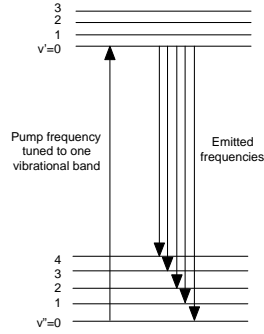 3
2
1
v'=0
Pump frequency
tuned to one
vibrational band
Emitted
frequencies
4
3
2
1
v"=0